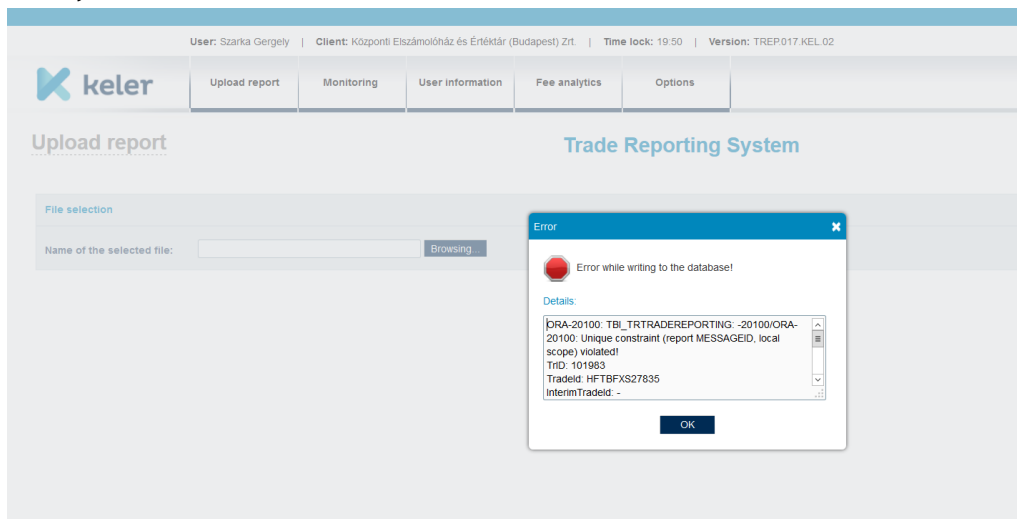 User: Szarka Gergely | Client: Központi Elszámolóház és Értéktár (Budapest) Zrt. | Time lock: 19:50 | Version: TREP.017.KEL.02
keler
Upload report
Monitoring
User information
Fee analytics
Options
Upload report
Trade Reporting System
File selection
Name of the selected file:
Browsing...
Error
Error while writing to the database!
Details:
ORA-20100: TBI_TRTRADEREPORTING: -20100/ORA-
20100: Unique constraint (report MESSAGEID, local
scope) violated!
TrID: 101983
TradeId: HFTBFXS27835
InterimTradeId: -
OK